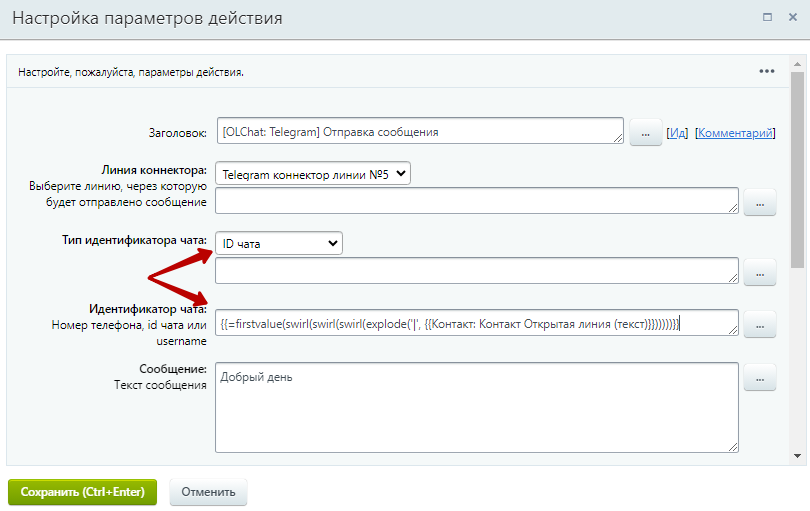 Настройка параметров действия
Настройте, пожалуйста, параметры действия.
Заголовок: [OLChat: Telegram] Отправка сообщения ... [Ид] [Комментарий]
Линия коннектора: Telegram коннектор линии №5
Выберите линию, через которую
будет отправлено сообщение ...
Тип идентификатора чата: ID чата
...
Идентификатор чата: {{=firstvalue(swirl(swirl(swirl(explode('|', {{Контакт: Контакт Открытая линия (текст)}})))))}} ...
Номер телефона, id чата или
username
Сообщение: Добрый день ...
Текст сообщения
Сохранить (Ctrl+Enter) Отменить